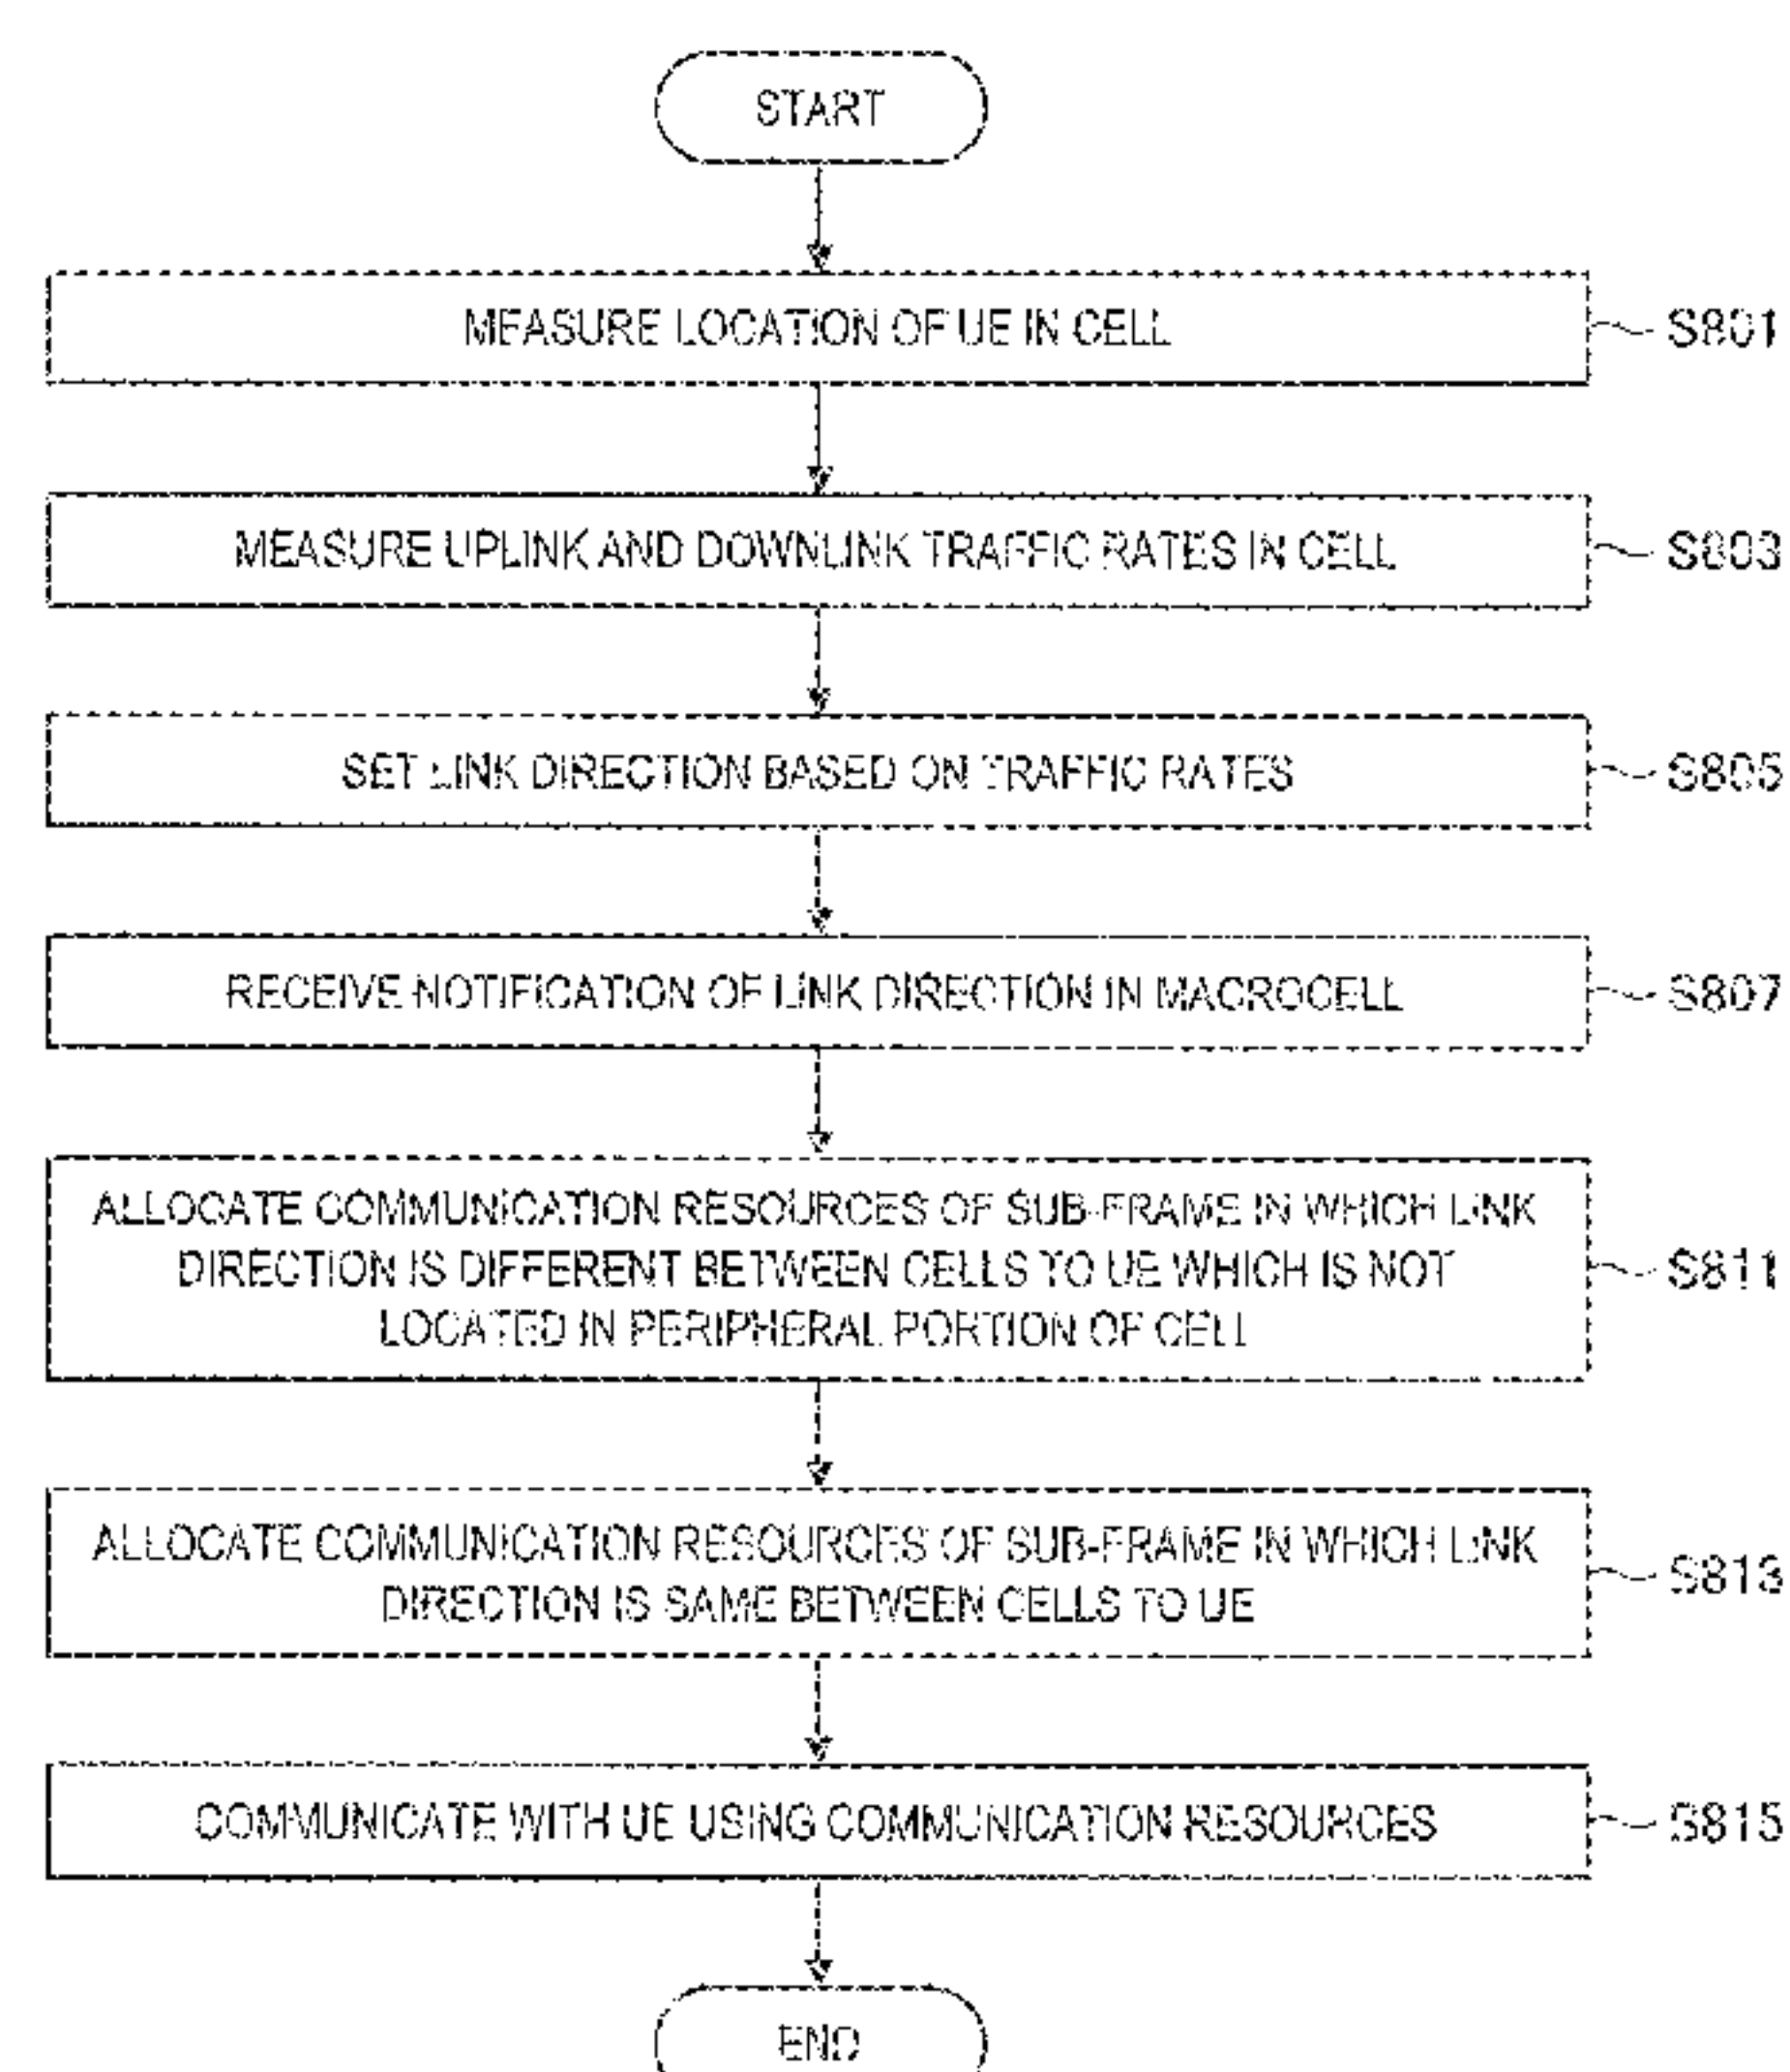 START
MEASURE LOCATION OF UE IN CELL
S801
MEASURE UPLINK AND DOWNLINK TRAFFIC RATES IN CELL
S803
SET LINK DIRECTION BASED ON TRAFFIC RATES
S805
RECEIVE NOTIFICATION OF LINK DIRECTION IN MACROCELL
S807
ALLOCATE COMMUNICATION RESOURCES OF SUB-FRAME IN WHICH LINK
DIRECTION IS DIFFERENT BETWEEN CELLS TO UE WHICH IS NOT
LOCATED IN PERIPHERAL PORTION OF CELL
S811
ALLOCATE COMMUNICATION RESOURCES OF SUB-FRAME IN WHICH LINK
DIRECTION IS SAME BETWEEN CELLS TO UE
S813
COMMUNICATE WITH UE USING COMMUNICATION RESOURCES
S815
END